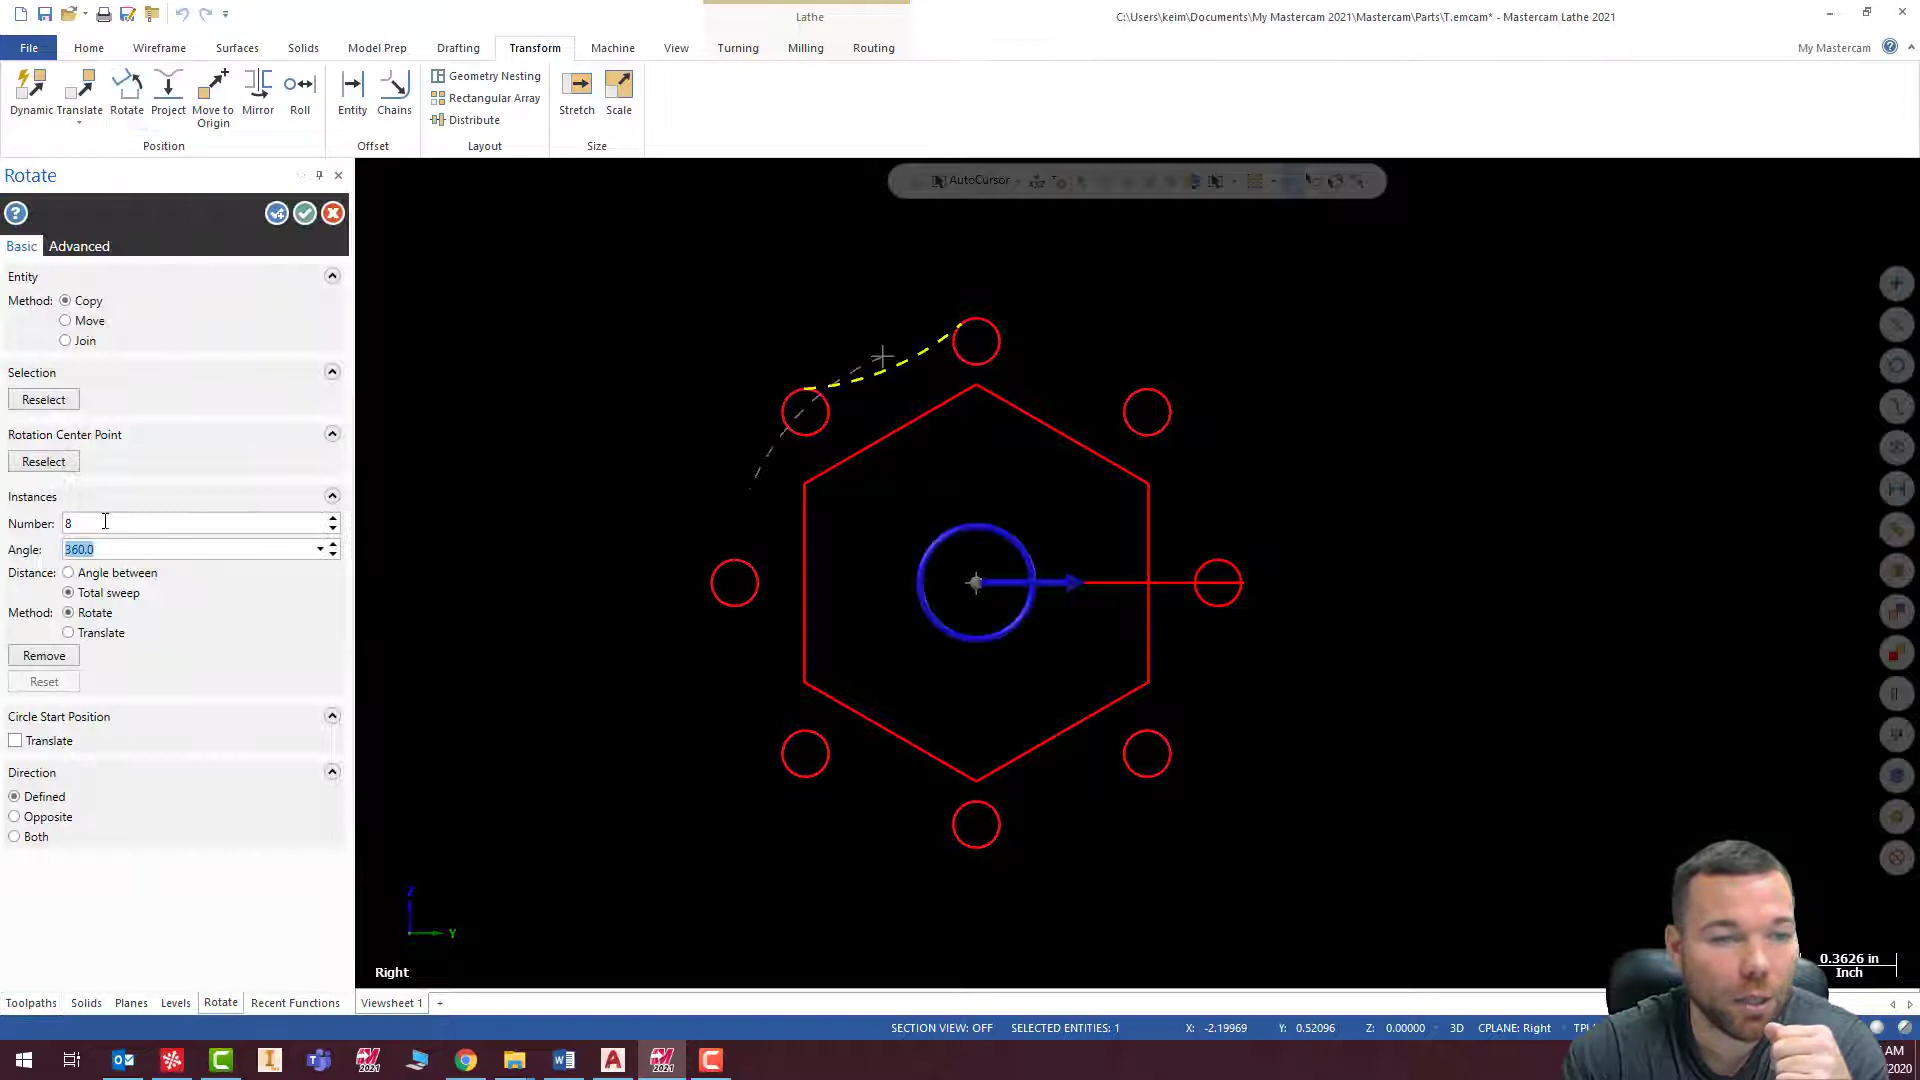 Lathe
C:\Users\keim\Documents\My Mastercam 2021\Mastercam\Parts\T.emcam* - Mastercam Lathe 2021
File Home Wireframe Surfaces Solids Model Prep Drafting Transform Machine View Turning Milling Routing My Mastercam
Dynamic Translate Rotate Project Move to Origin Mirror Roll Entity Chains Geometry Nesting Stretch Scale
Rectangular Array
Distribute
Position Offset Layout Size
Rotate
AutoCursor
Basic Advanced
Entity
Method: Copy
Move
Join
Selection
Reselect
Rotation Center Point
Reselect
Instances
Number: 8
Angle: 360.0
Distance: Angle between
Total sweep
Method: Rotate
Translate
Remove
Reset
Circle Start Position
Translate
Direction
Defined
Opposite
Both
Z
Y
Right
0.3626 in
Inch
Toolpaths Solids Planes Levels Rotate Recent Functions Viewsheet 1 +
SECTION VIEW: OFF SELECTED ENTITIES: 1 X: -2.19969 Y: 0.52096 Z: 0.00000 3D CPLANE: Right
2021 2021
AM
2020